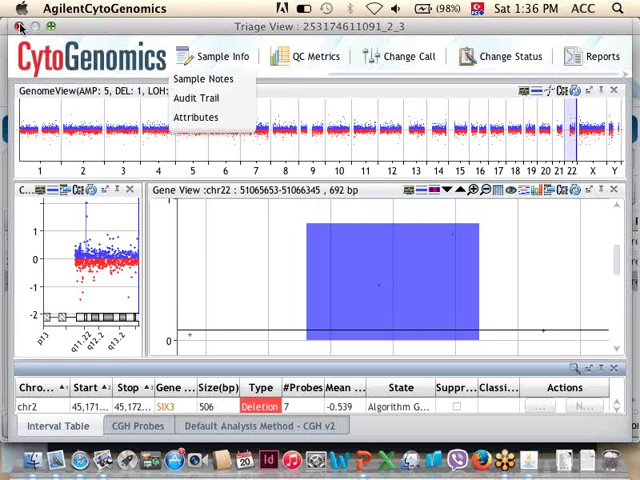 AgilentCytoGenomics (98%) Sat 1:36 PM ACC
Triage View : 253174611091_2_3
CytoGenomics Sample Info QC Metrics Change Call Change Status Reports
Sample Notes
Audit Trail
Attributes
GenomeView(AMP: 5, DEL: 1, LOH:
1 2 3 4 5 6 7 8 9 10 11 12 13 14 15 16 17 18 19 20 21 22 X Y
C... Gene View :chr22 : 51065653-51066345 , 692 bp
1
0
-1
-2
p13 q11.22 q12.2 q13.2
1
0
Chro... Start Stop Gene ... Size(bp) Type #Probes Mean ... State Suppr... Classi... Actions
chr2 45,171... 45,172... SIX3 506 Deletion 7 -0.539 Algorithm G... ... N...
Interval Table CGH Probes Default Analysis Method - CGH v2